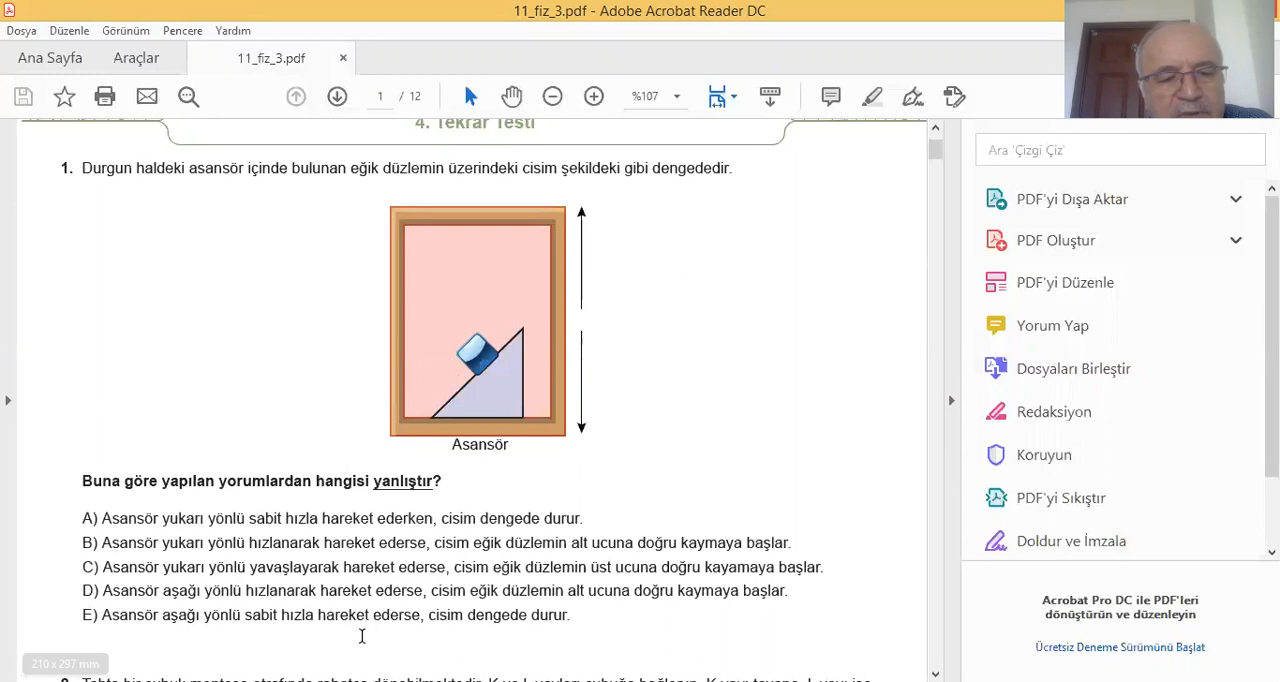 11_fiz_3.pdf - Adobe Acrobat Reader DC
Dosya Düzenle Görünüm Pencere Yardım
Ana Sayfa Araçlar 11_fiz_3.pdf ×
1 / 12 %107
4. Tekrar Testi
1. Durgun haldeki asansör içinde bulunan eğik düzlemin üzerindeki cisim şekildeki gibi dengededir.
Asansör
Buna göre yapılan yorumlardan hangisi yanlıştır?
A) Asansör yukarı yönlü sabit hızla hareket ederken, cisim dengede durur.
B) Asansör yukarı yönlü hızlanarak hareket ederse, cisim eğik düzlemin alt ucuna doğru kaymaya başlar.
C) Asansör yukarı yönlü yavaşlayarak hareket ederse, cisim eğik düzlemin üst ucuna doğru kayamaya başlar.
D) Asansör aşağı yönlü hızlanarak hareket ederse, cisim eğik düzlemin alt ucuna doğru kaymaya başlar.
E) Asansör aşağı yönlü sabit hızla hareket ederse, cisim dengede durur.
210 x 297 mm
Ara 'Çizgi Çiz'
PDF'yi Dışa Aktar
PDF Oluştur
PDF'yi Düzenle
Yorum Yap
Dosyaları Birleştir
Redaksiyon
Koruyun
PDF'yi Sıkıştır
Doldur ve İmzala
Acrobat Pro DC ile PDF'leri
dönüştürün ve düzenleyin
Ücretsiz Deneme Sürümünü Başlat